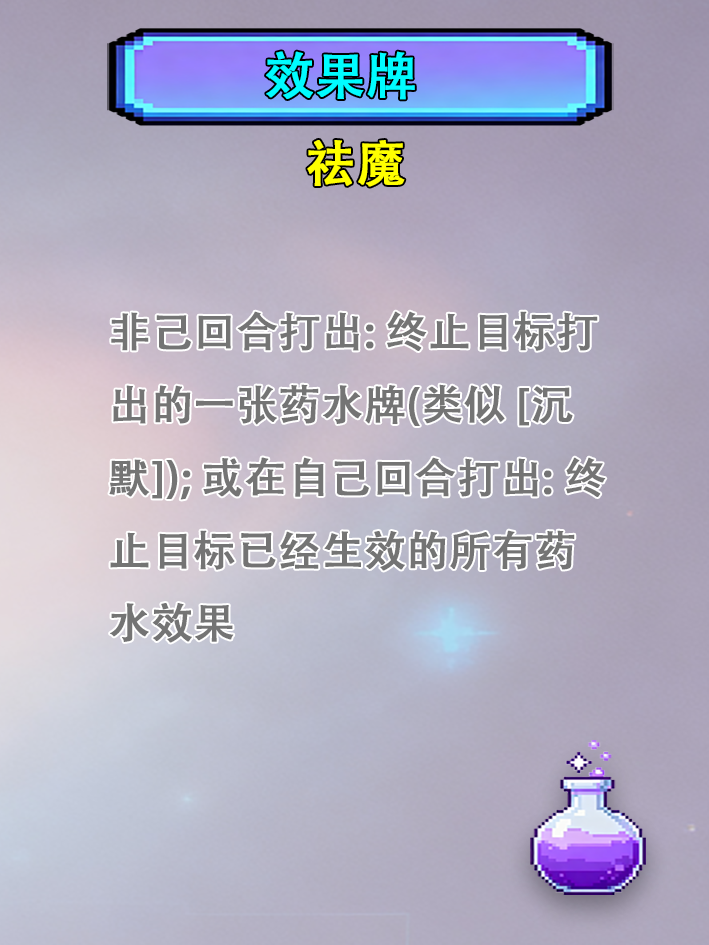 效果牌
祛魔
非己回合打出: 终止目标打
出的一张药水牌(类似 [沉
默]); 或在自己回合打出: 终
止目标已经生效的所有药
水效果